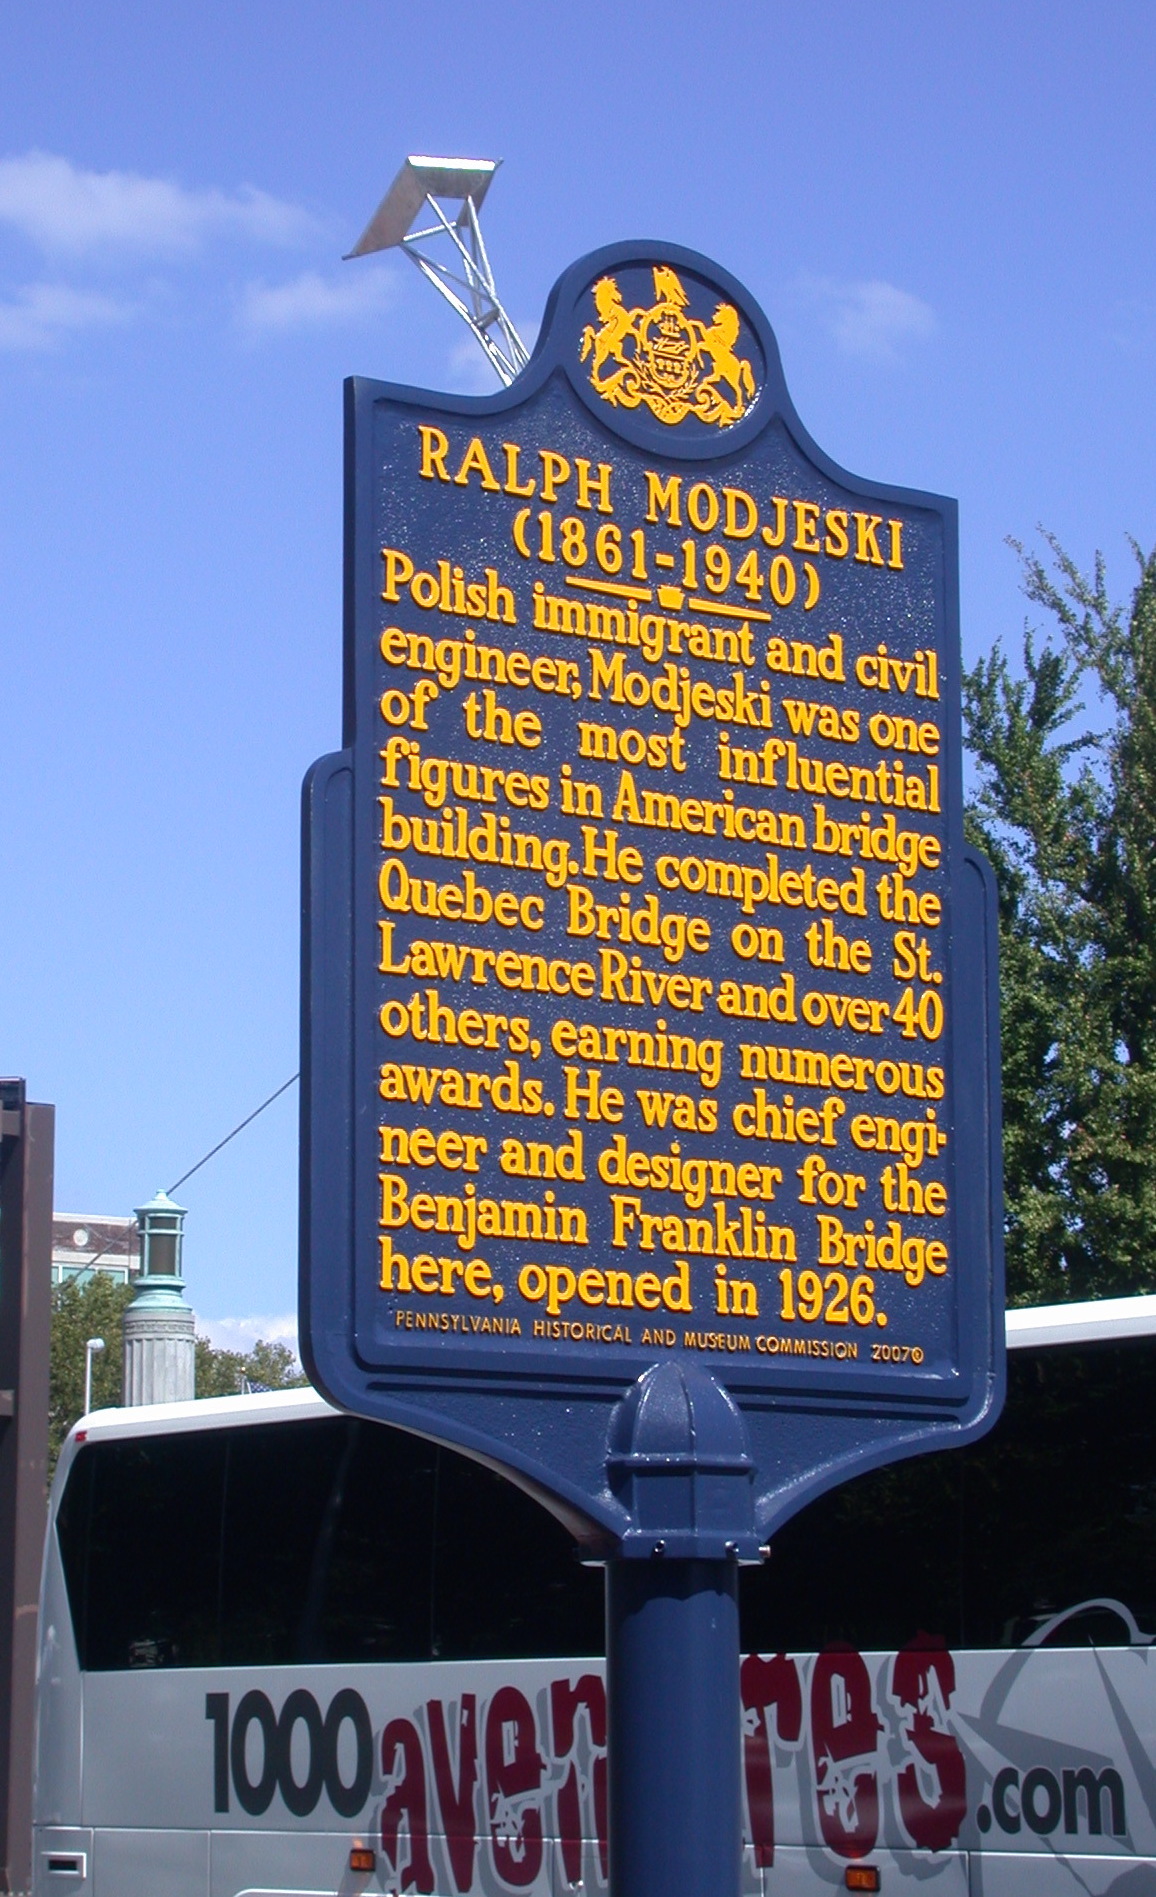 RALPH MODJESKI
(1861-1940)
Polish immigrant and civil
engineer, Modjeski was one
of the most influential
figures in American bridge
building. He completed the
Quebec Bridge on the St.
Lawrence River and over 40
others, earning numerous
awards. He was chief engi-
neer and designer for the
Benjamin Franklin Bridge
here, opened in 1926.
PENNSYLVANIA HISTORICAL AND MUSEUM COMMISSION 2007©
1000 .com